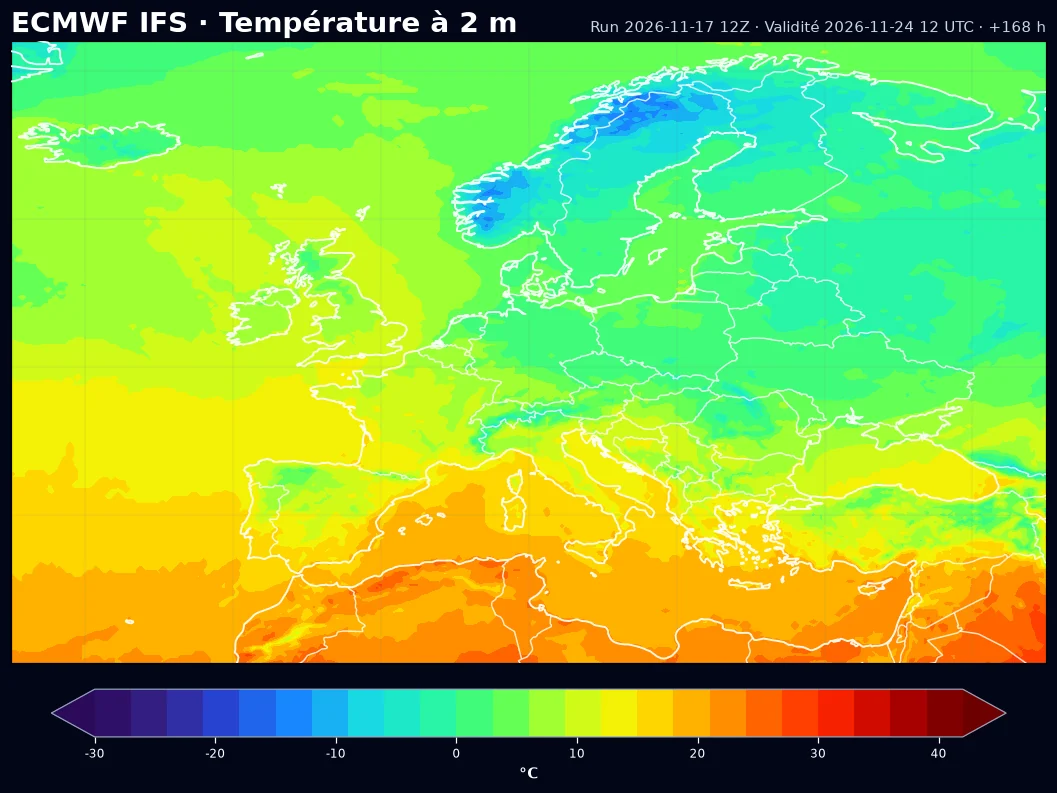 ECMWF IFS · Température à 2 m
Run 2026-11-17 12Z · Validité 2026-11-24 12 UTC · +168 h
-30 -20 -10 0 10 20 30 40
°C